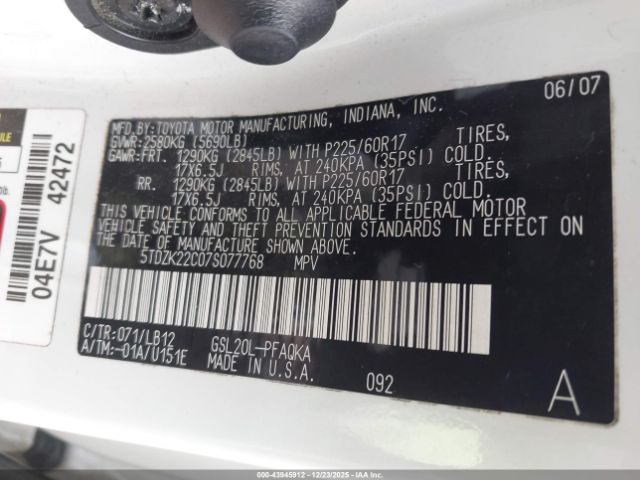 06/07
MFD.BY:TOYOTA MOTOR MANUFACTURING, INDIANA, INC.
GVWR:2580KG (5690LB)
GAWR:FRT. 1290KG (2845LB) WITH P225/60R17 TIRES,
17X6.5J RIMS, AT 240KPA (35PSI) COLD.
RR. 1290KG (2845LB) WITH P225/60R17 TIRES,
17X6.5J RIMS, AT 240KPA (35PSI) COLD.
THIS VEHICLE CONFORMS TO ALL APPLICABLE FEDERAL MOTOR
VEHICLE SAFETY AND THEFT PREVENTION STANDARDS IN EFFECT ON
THE DATE OF MANUFACTURE SHOWN ABOVE.
5TDZK22C07S077768 MPV
C/TR:071/LB12 GSL20L-PFAQKA
A/TM:-01A/U151E MADE IN U.S.A.
092
A
04E7V 42472
000-43945912 - 12/23/2025 - IAAI.COM